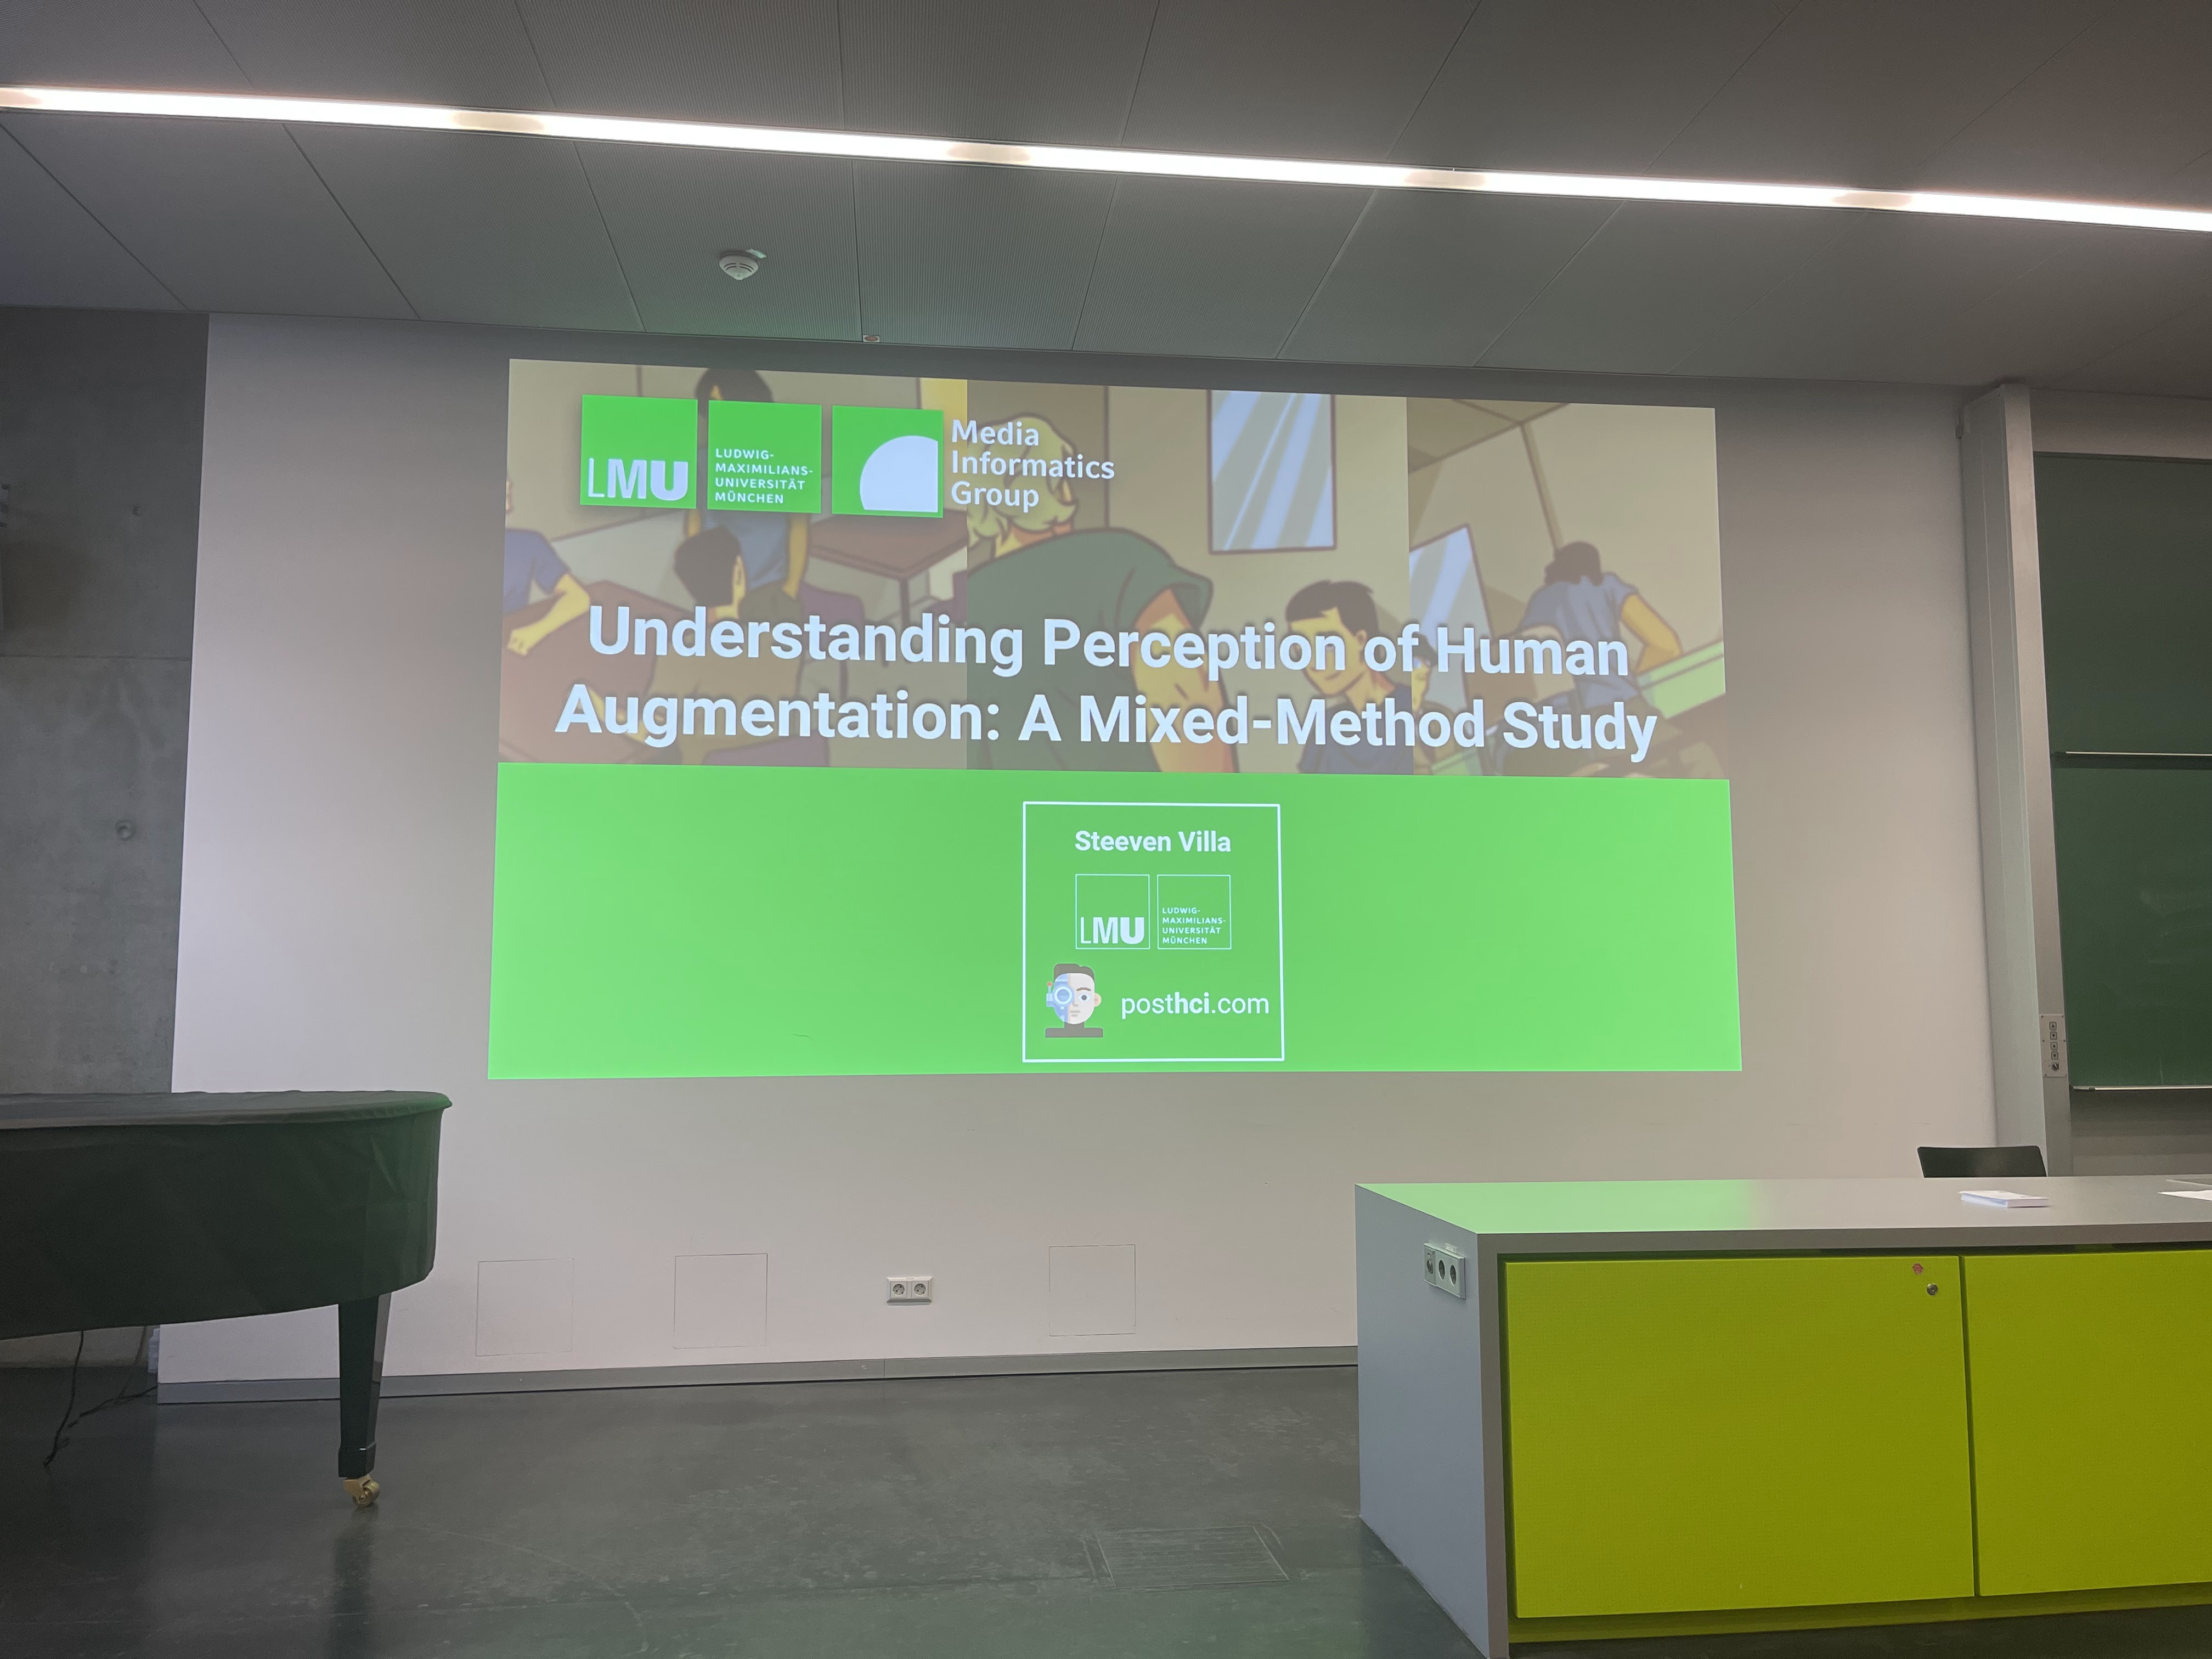 LMU
LUDWIG-
MAXIMILIANS-
UNIVERSITÄT
MÜNCHEN
Media
Informatics
Group
Understanding Perception of Human
Augmentation: A Mixed-Method Study
Steeven Villa
LMU
LUDWIG-
MAXIMILIANS-
UNIVERSITÄT
MÜNCHEN
posthci.com